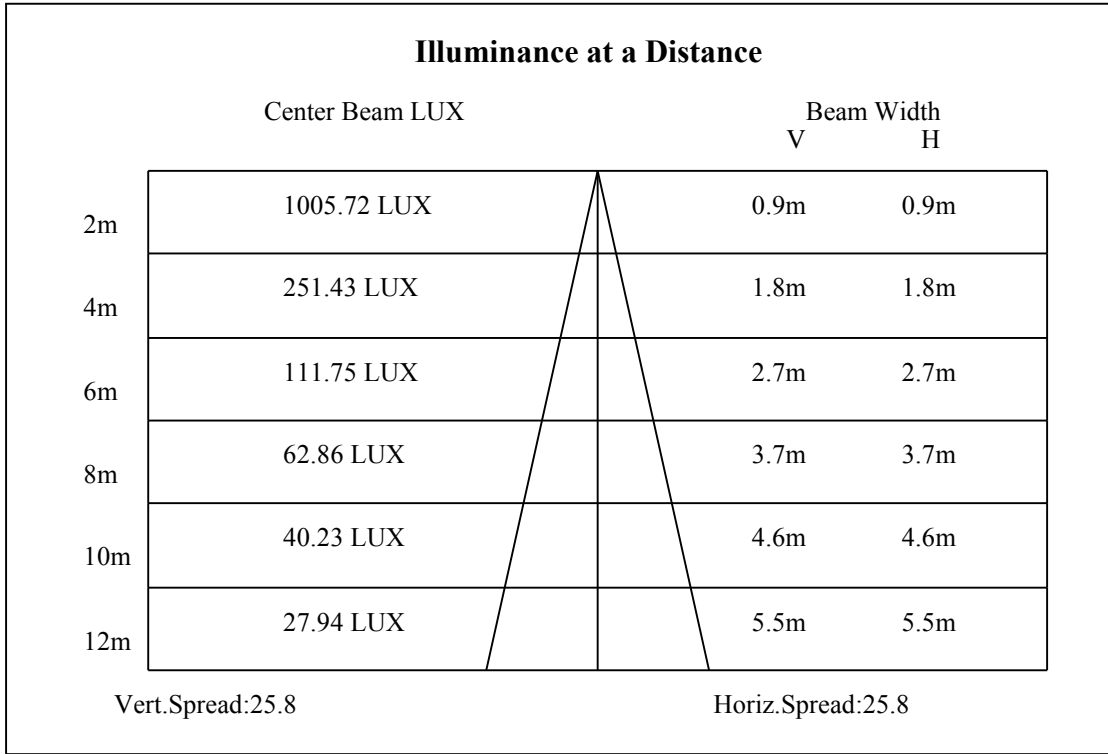 Illuminance at a Distance
Center Beam LUX Beam Width
V H
2m 1005.72 LUX 0.9m 0.9m
4m 251.43 LUX 1.8m 1.8m
6m 111.75 LUX 2.7m 2.7m
8m 62.86 LUX 3.7m 3.7m
10m 40.23 LUX 4.6m 4.6m
12m 27.94 LUX 5.5m 5.5m
Vert.Spread:25.8 Horiz.Spread:25.8